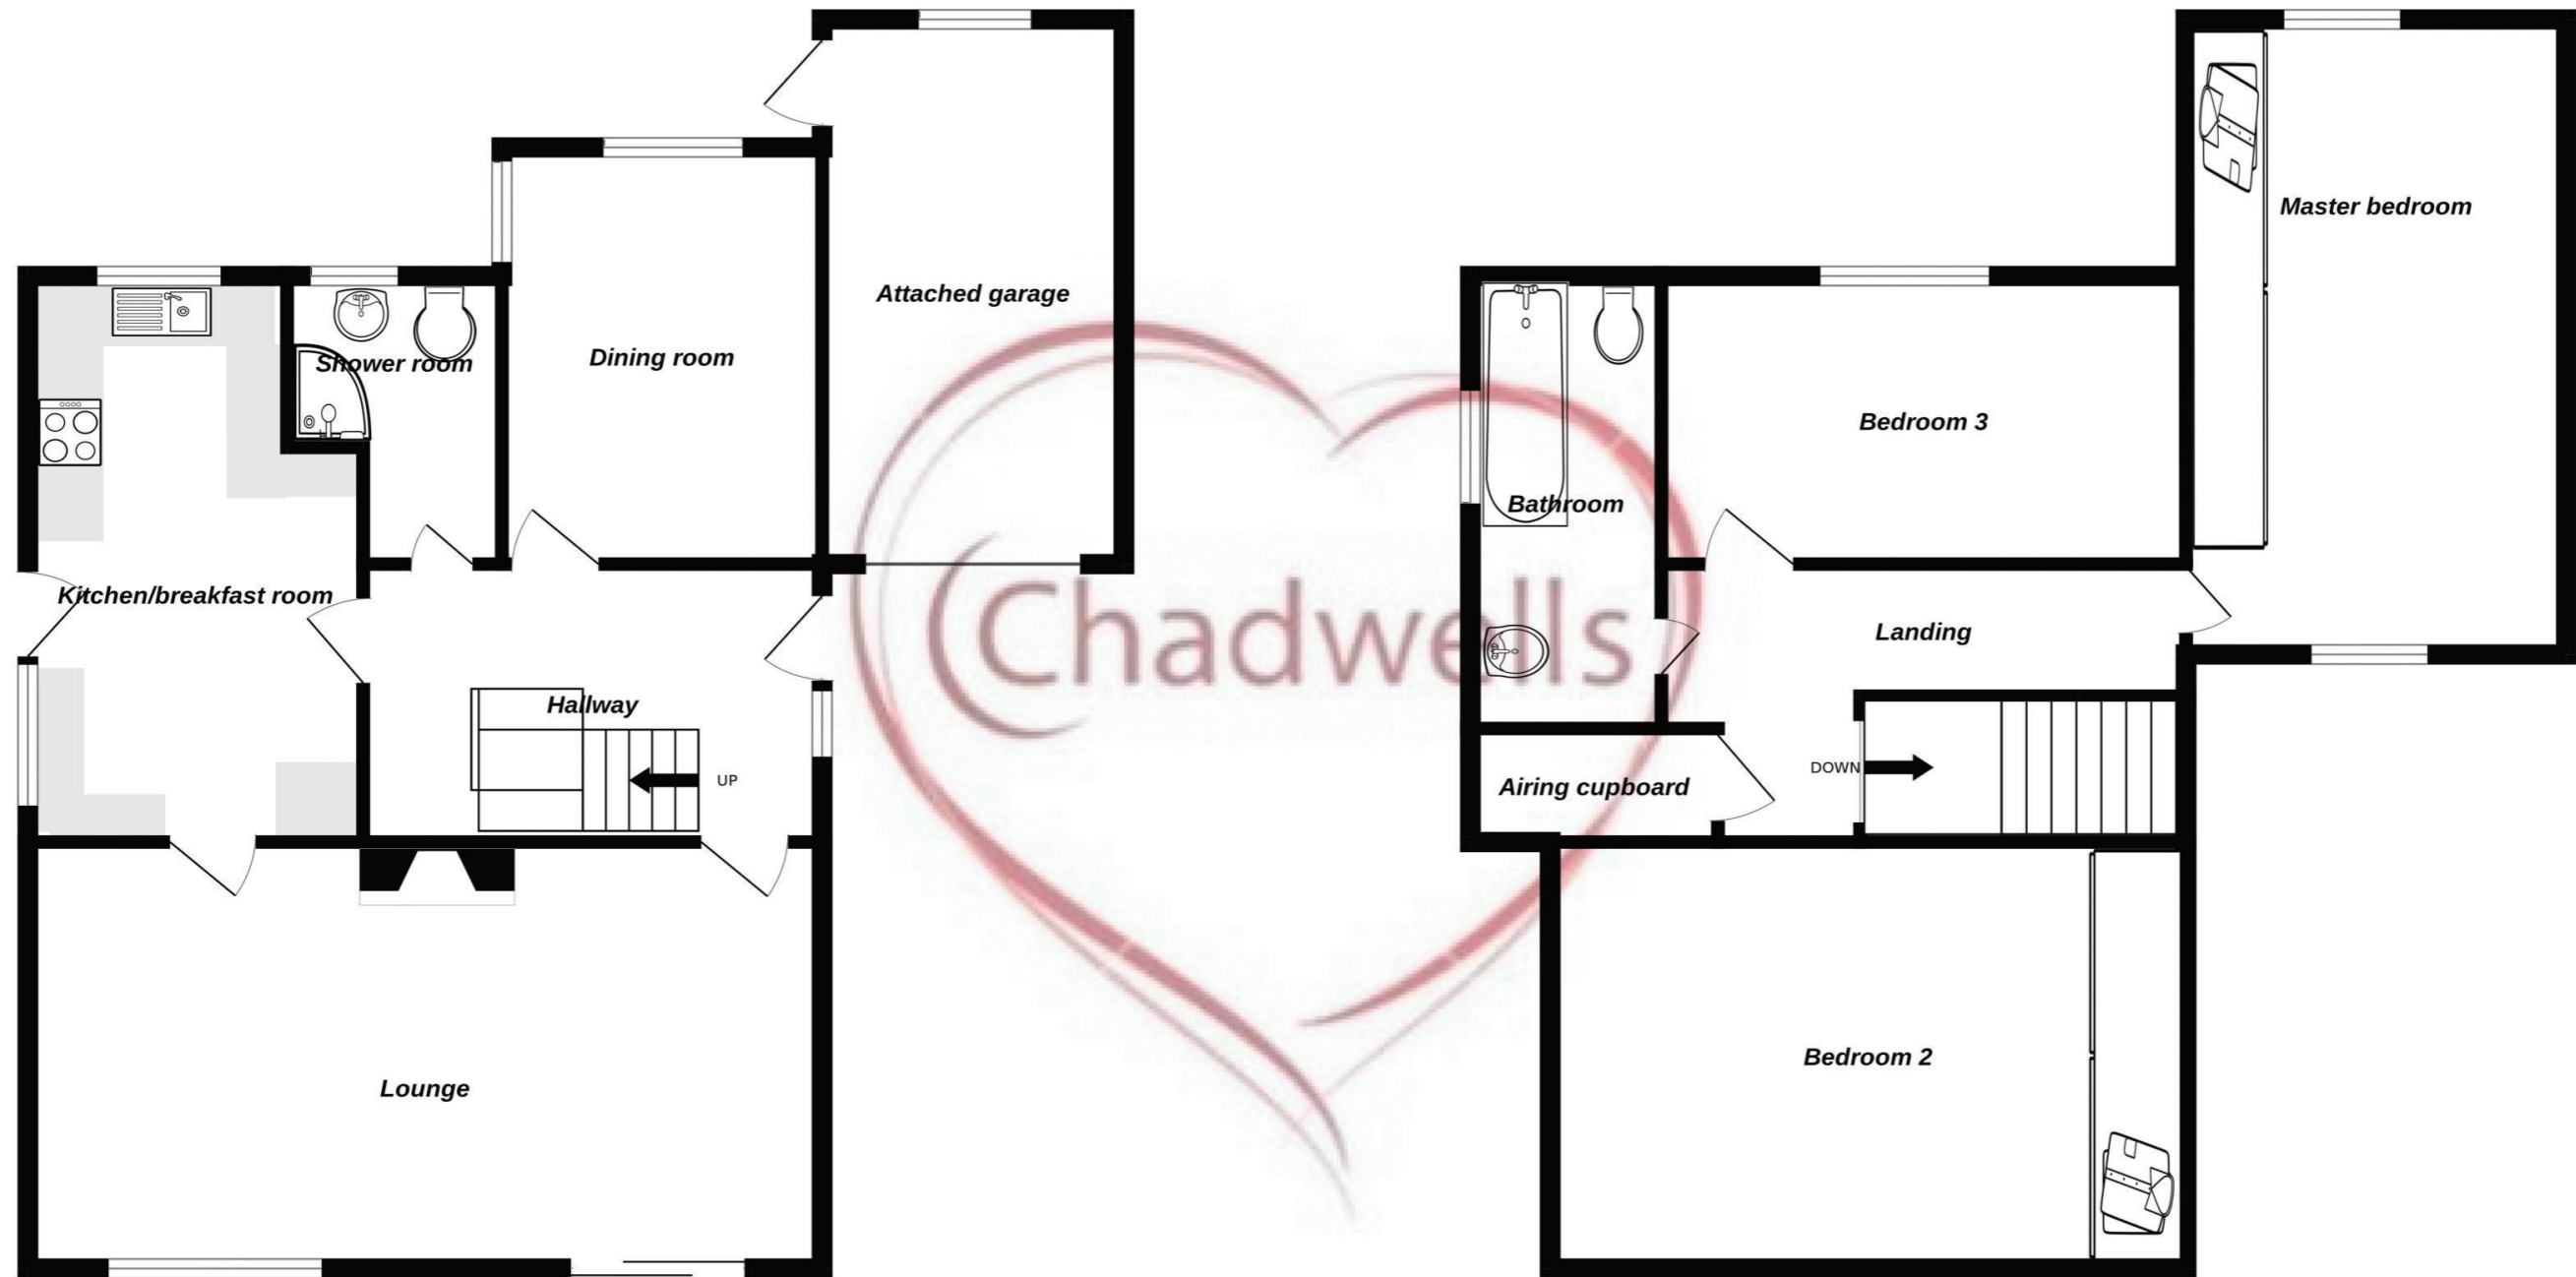 Attached garage
Dining room
Shower room
Kitchen/breakfast room
Hallway
UP
Lounge
Chadwells
Master bedroom
Bedroom 3
Bathroom
Landing
Airing cupboard
DOWN
Bedroom 2